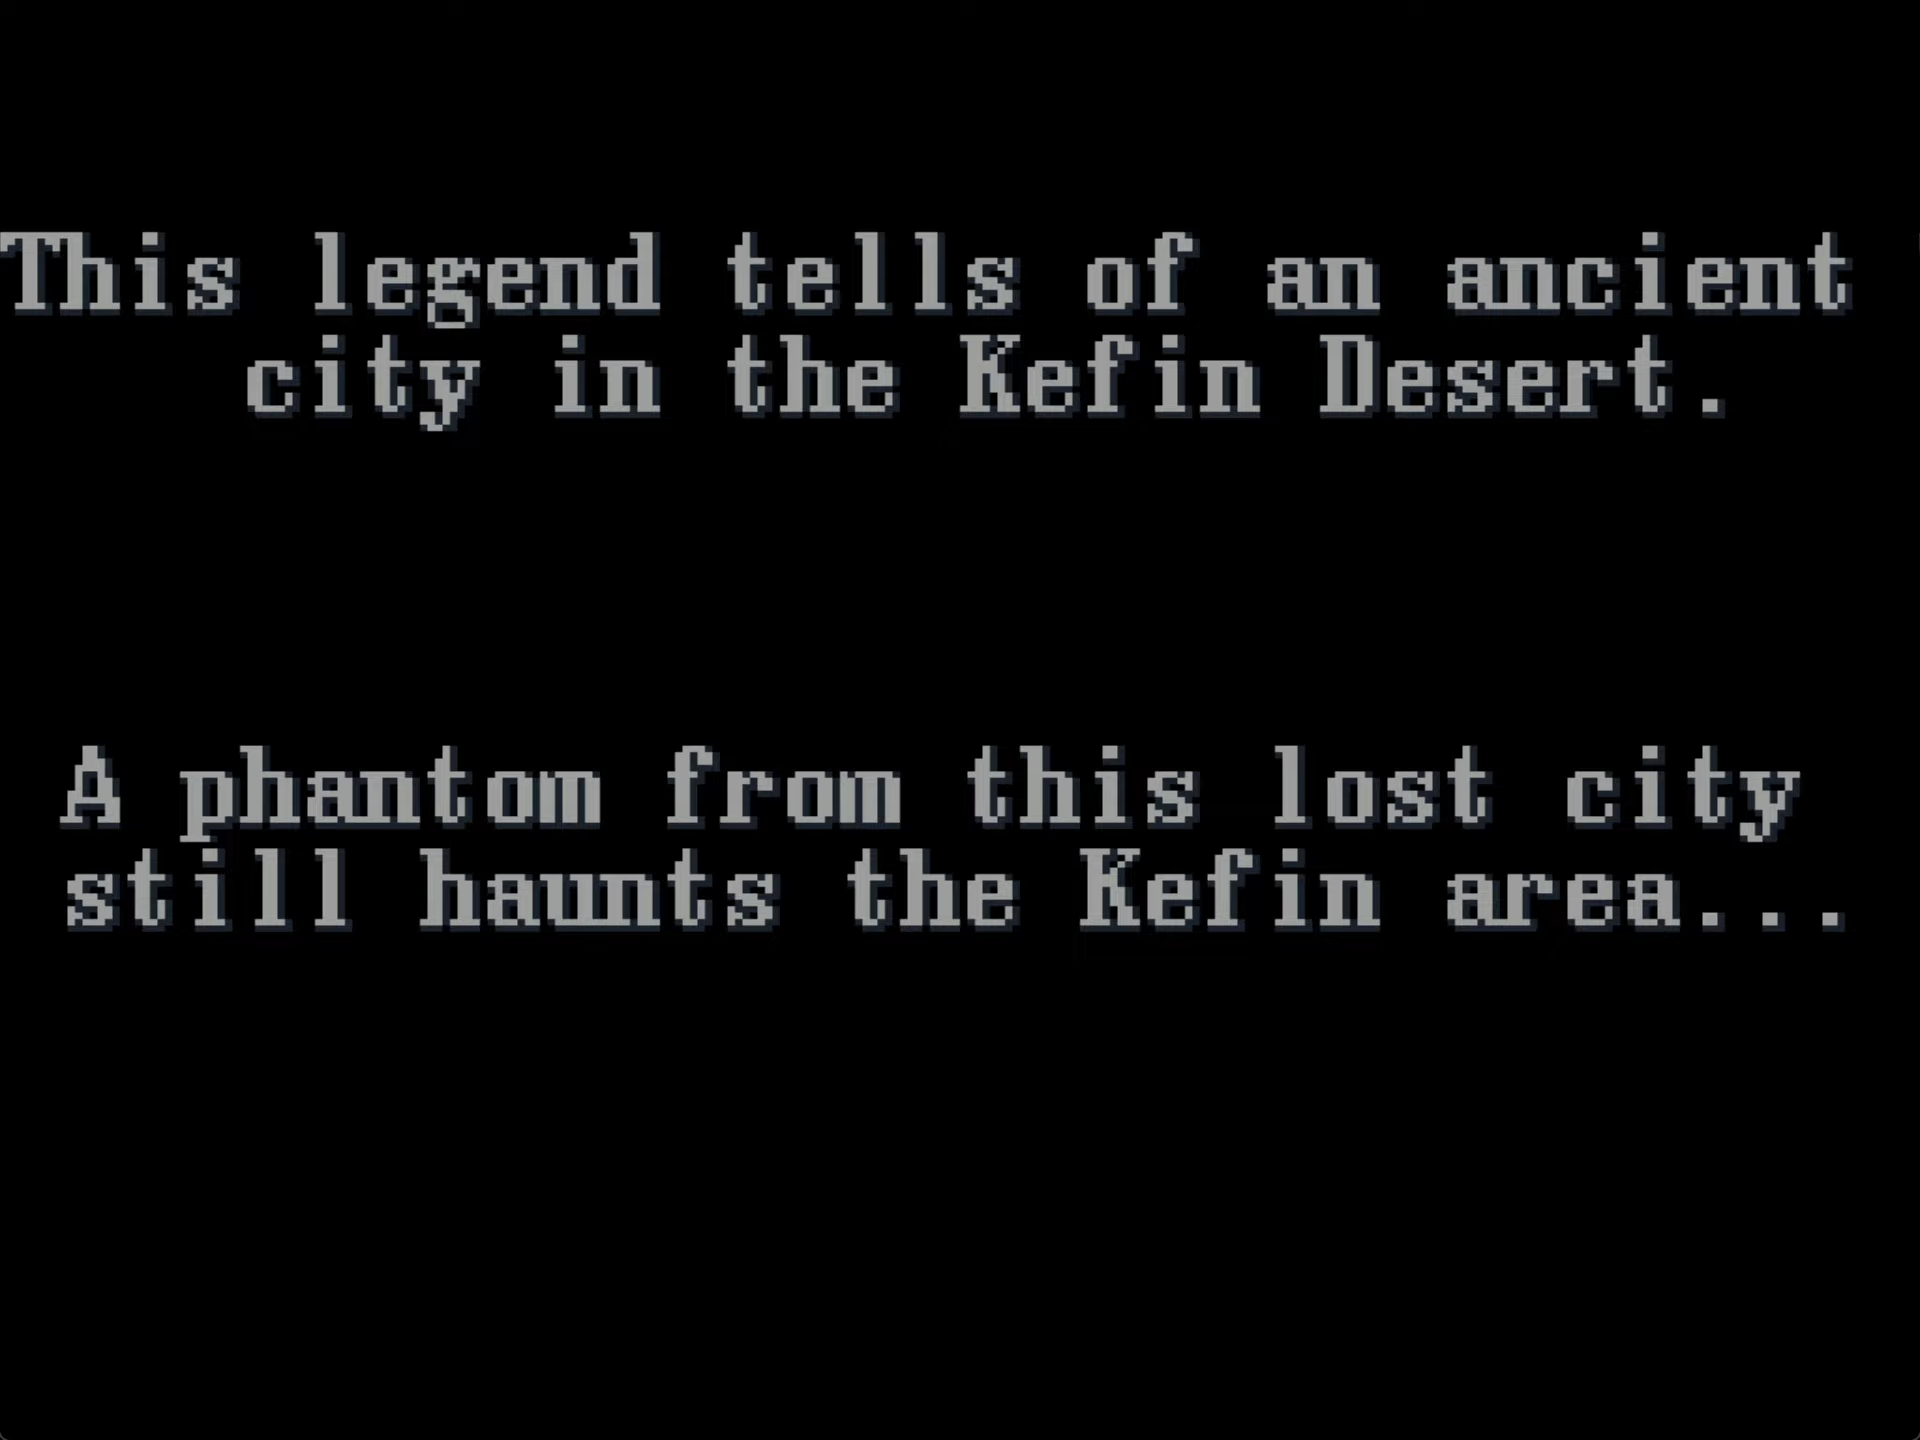 This legend tells of an ancient
city in the Kefin Desert.
A phantom from this lost city
still haunts the Kefin area...